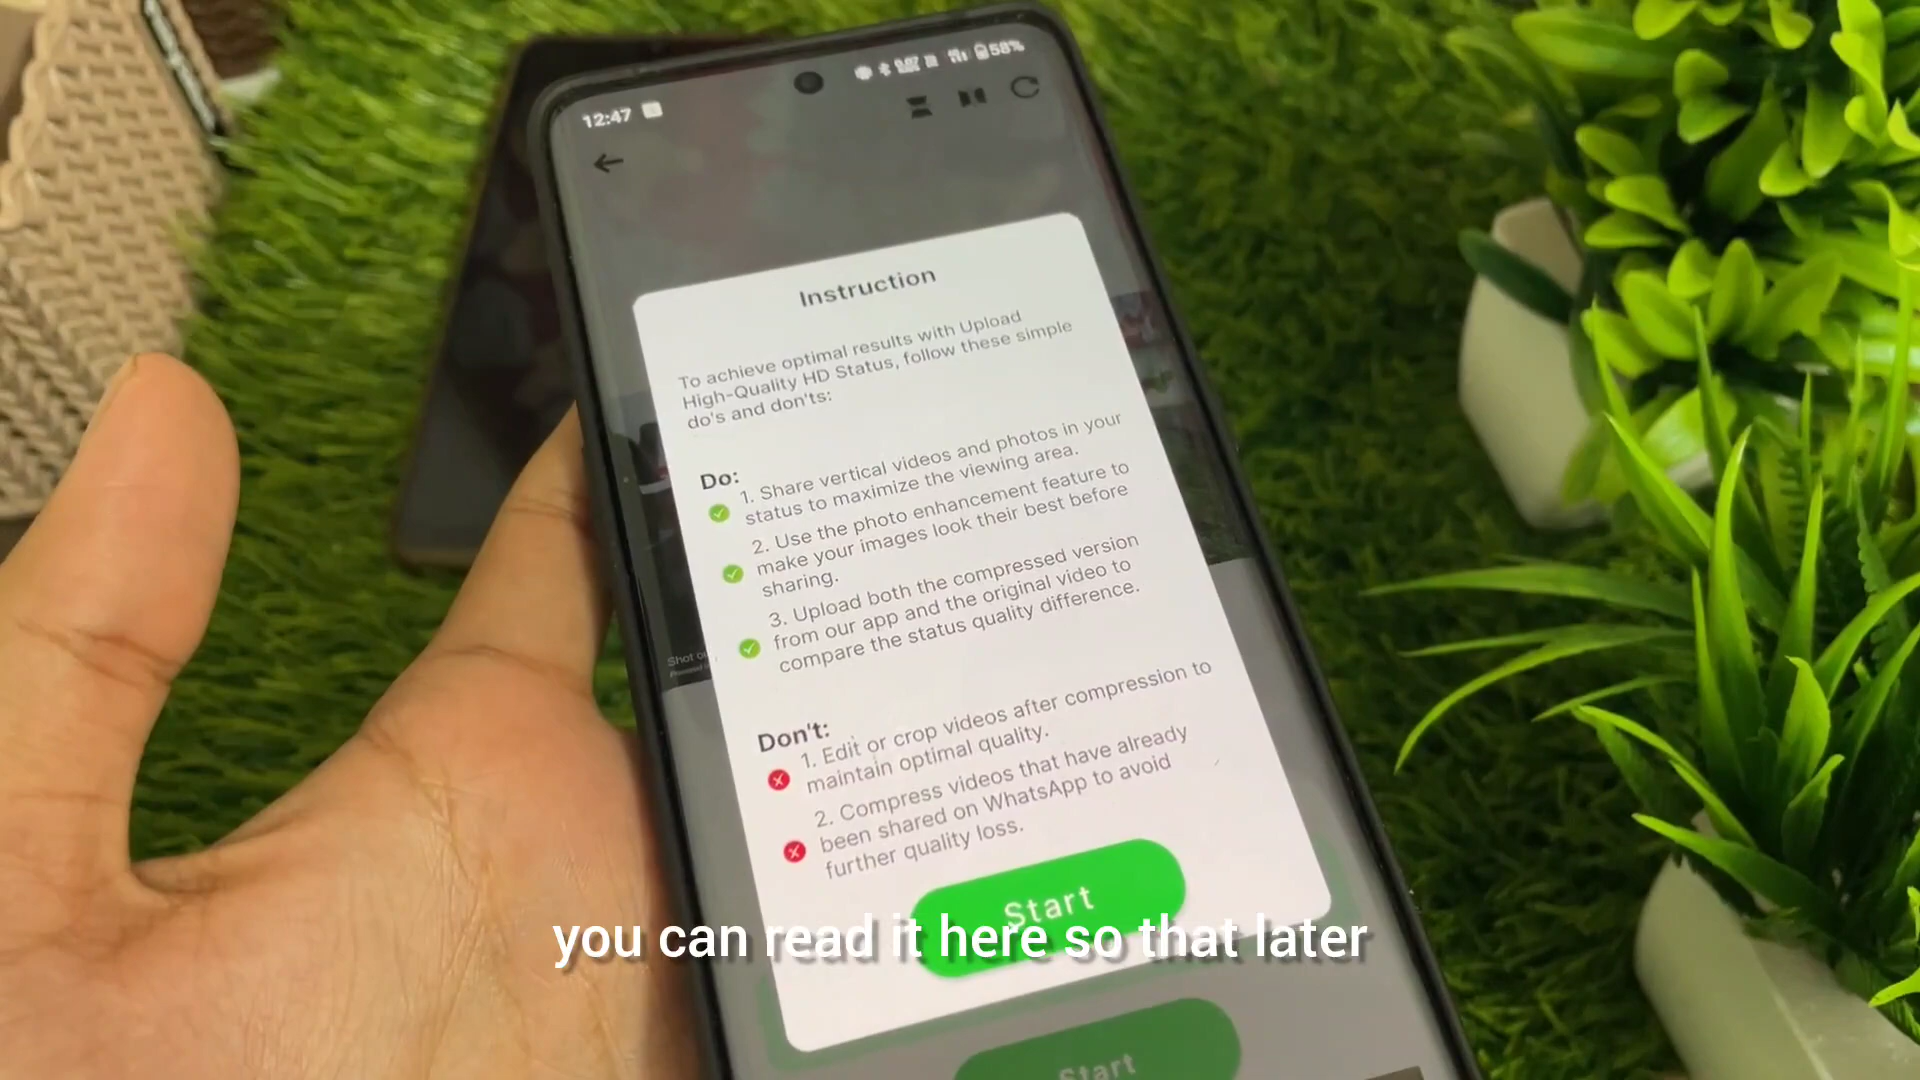 12:47
58%
Instruction
To achieve optimal results with Upload
High-Quality HD Status, follow these simple
do's and don'ts:
Do:
1. Share vertical videos and photos in your
status to maximize the viewing area.
2. Use the photo enhancement feature to
make your images look their best before
sharing.
3. Upload both the compressed version
from our app and the original video to
compare the status quality difference.
Shot
Don't:
1. Edit or crop videos after compression to
maintain optimal quality.
2. Compress videos that have already
been shared on WhatsApp to avoid
further quality loss.
Start
you can read it here so that later
Start